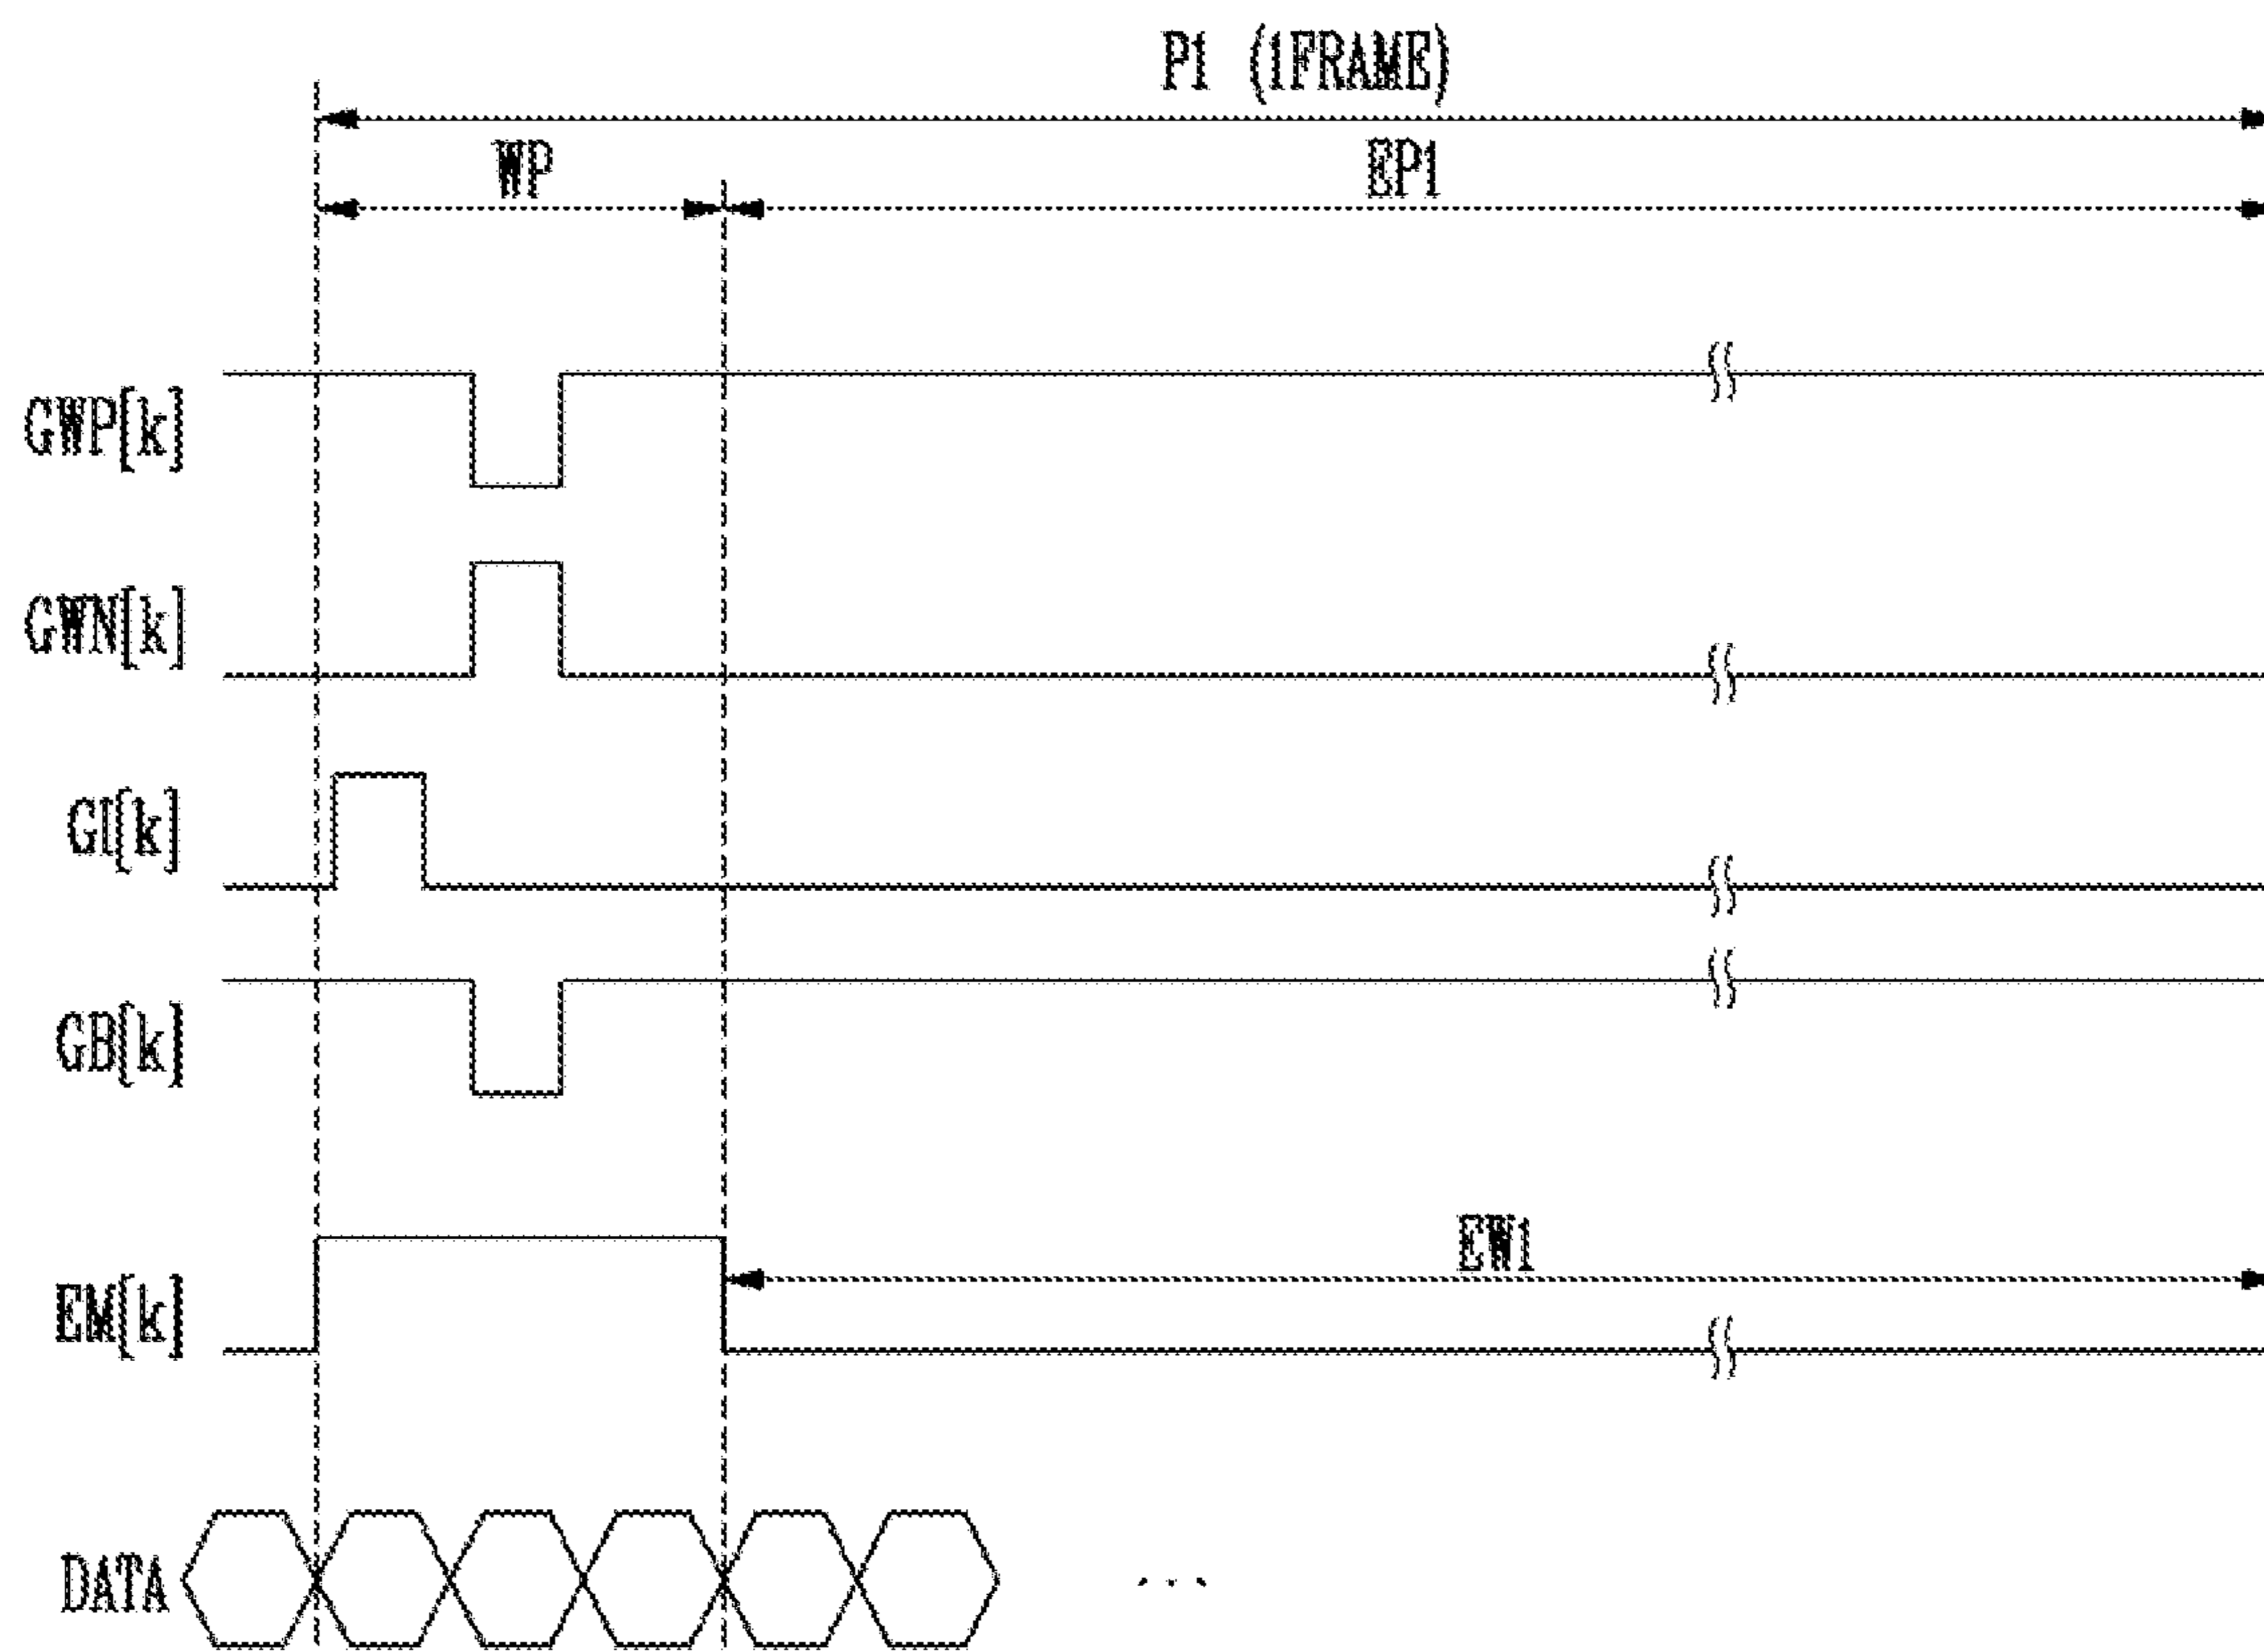 P1 (1FRAME)
WP
EP1
GWP[k]
GWN[k]
GI[k]
GB[k]
EW1
EM[k]
DATA
...